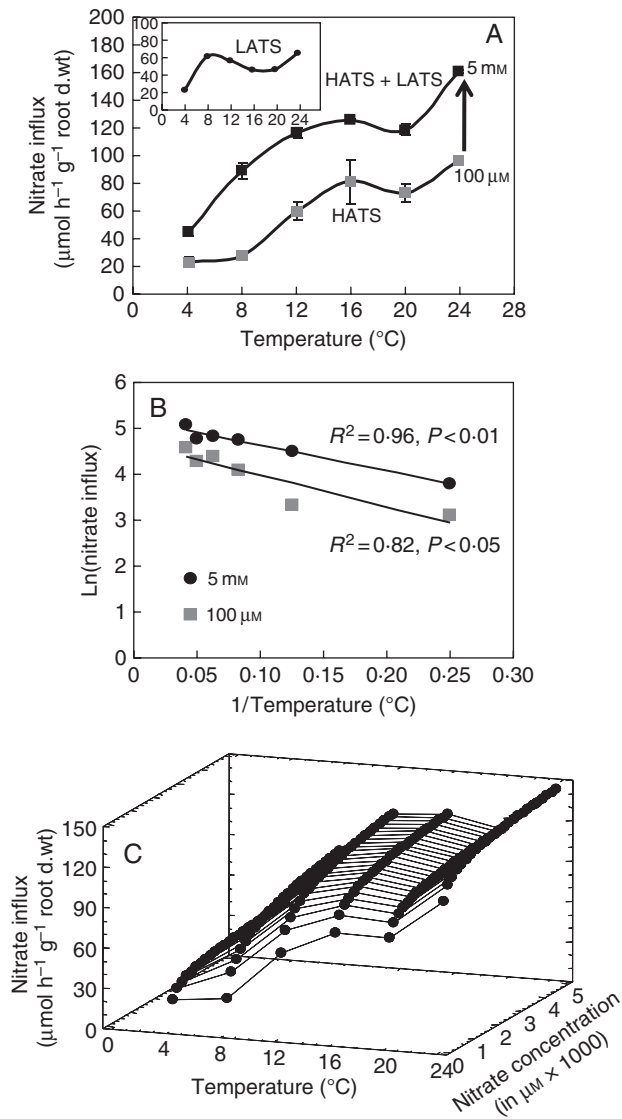 A
200
180
160
140
120
100
80
60
40
20
0
Nitrate influx
(µmol h−1 g−1 root d.wt)
100
80
60
40
20
0
LATS
0 4 8 12 16 20 24
HATS + LATS
5 mM
100 µM
HATS
0 4 8 12 16 20 24 28
Temperature (°C)
B
6
5
4
3
2
1
0
Ln(nitrate influx)
R2 = 0·96, P < 0·01
R2 = 0·82, P < 0·05
5 mM
100 µM
0 0·05 0·10 0·15 0·20 0·25 0·30
1/Temperature (°C)
C
150
120
90
60
30
0
Nitrate influx
(µmol h−1 g−1 root d.wt)
0 4 8 12 16 20 24
Temperature (°C)
0 1 2 3 4 5
Nitrate concentration
(in µM × 1000)